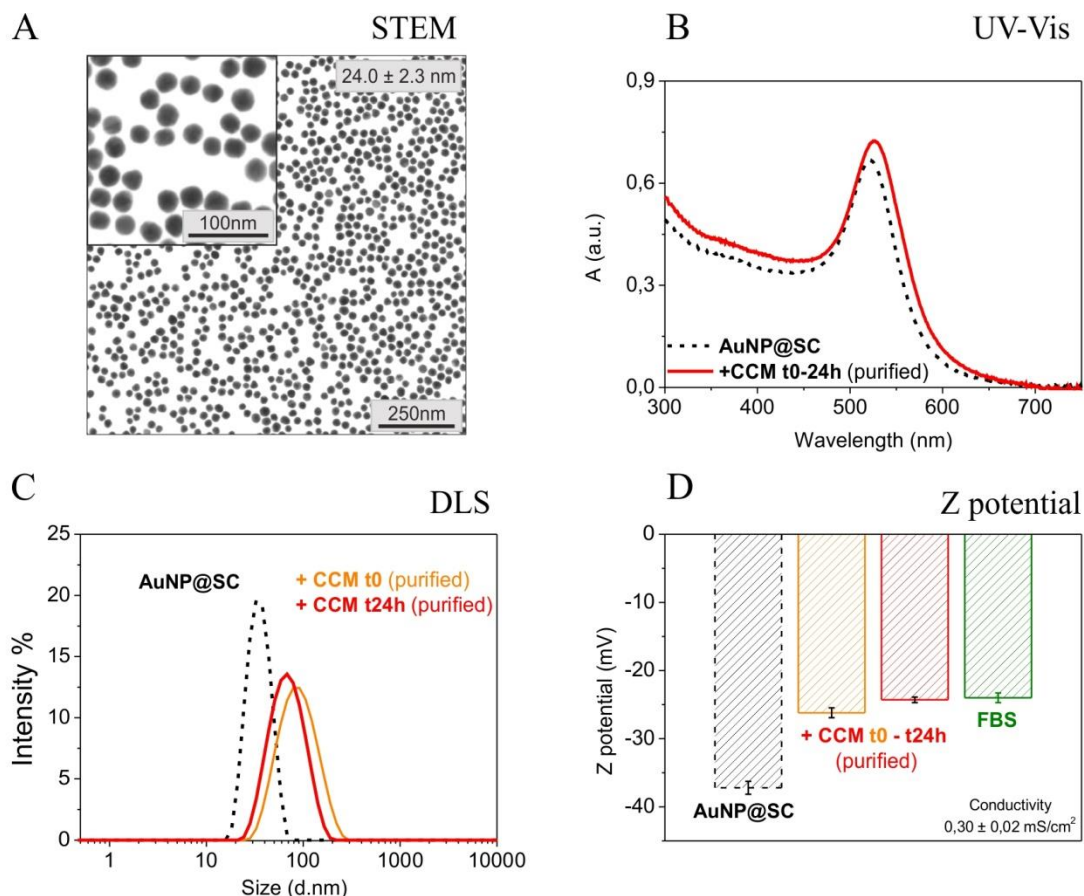 A
STEM
24.0 ± 2.3 nm
100nm
250nm
B
UV-Vis
0,9
0,6
0,3
0,0
A (a.u.)
AuNP@SC
+CCM t0-24h (purified)
300 400 500 600 700
Wavelength (nm)
C
DLS
25
20
15
10
5
0
Intensity %
AuNP@SC
+ CCM t0 (purified)
+ CCM t24h (purified)
1 10 100 1000 10000
Size (d.nm)
D
Z potential
0
-10
-20
-30
-40
Z potential (mV)
AuNP@SC
+ CCM t0 - t24h
(purified)
FBS
Conductivity
0,30 ± 0,02 mS/cm²